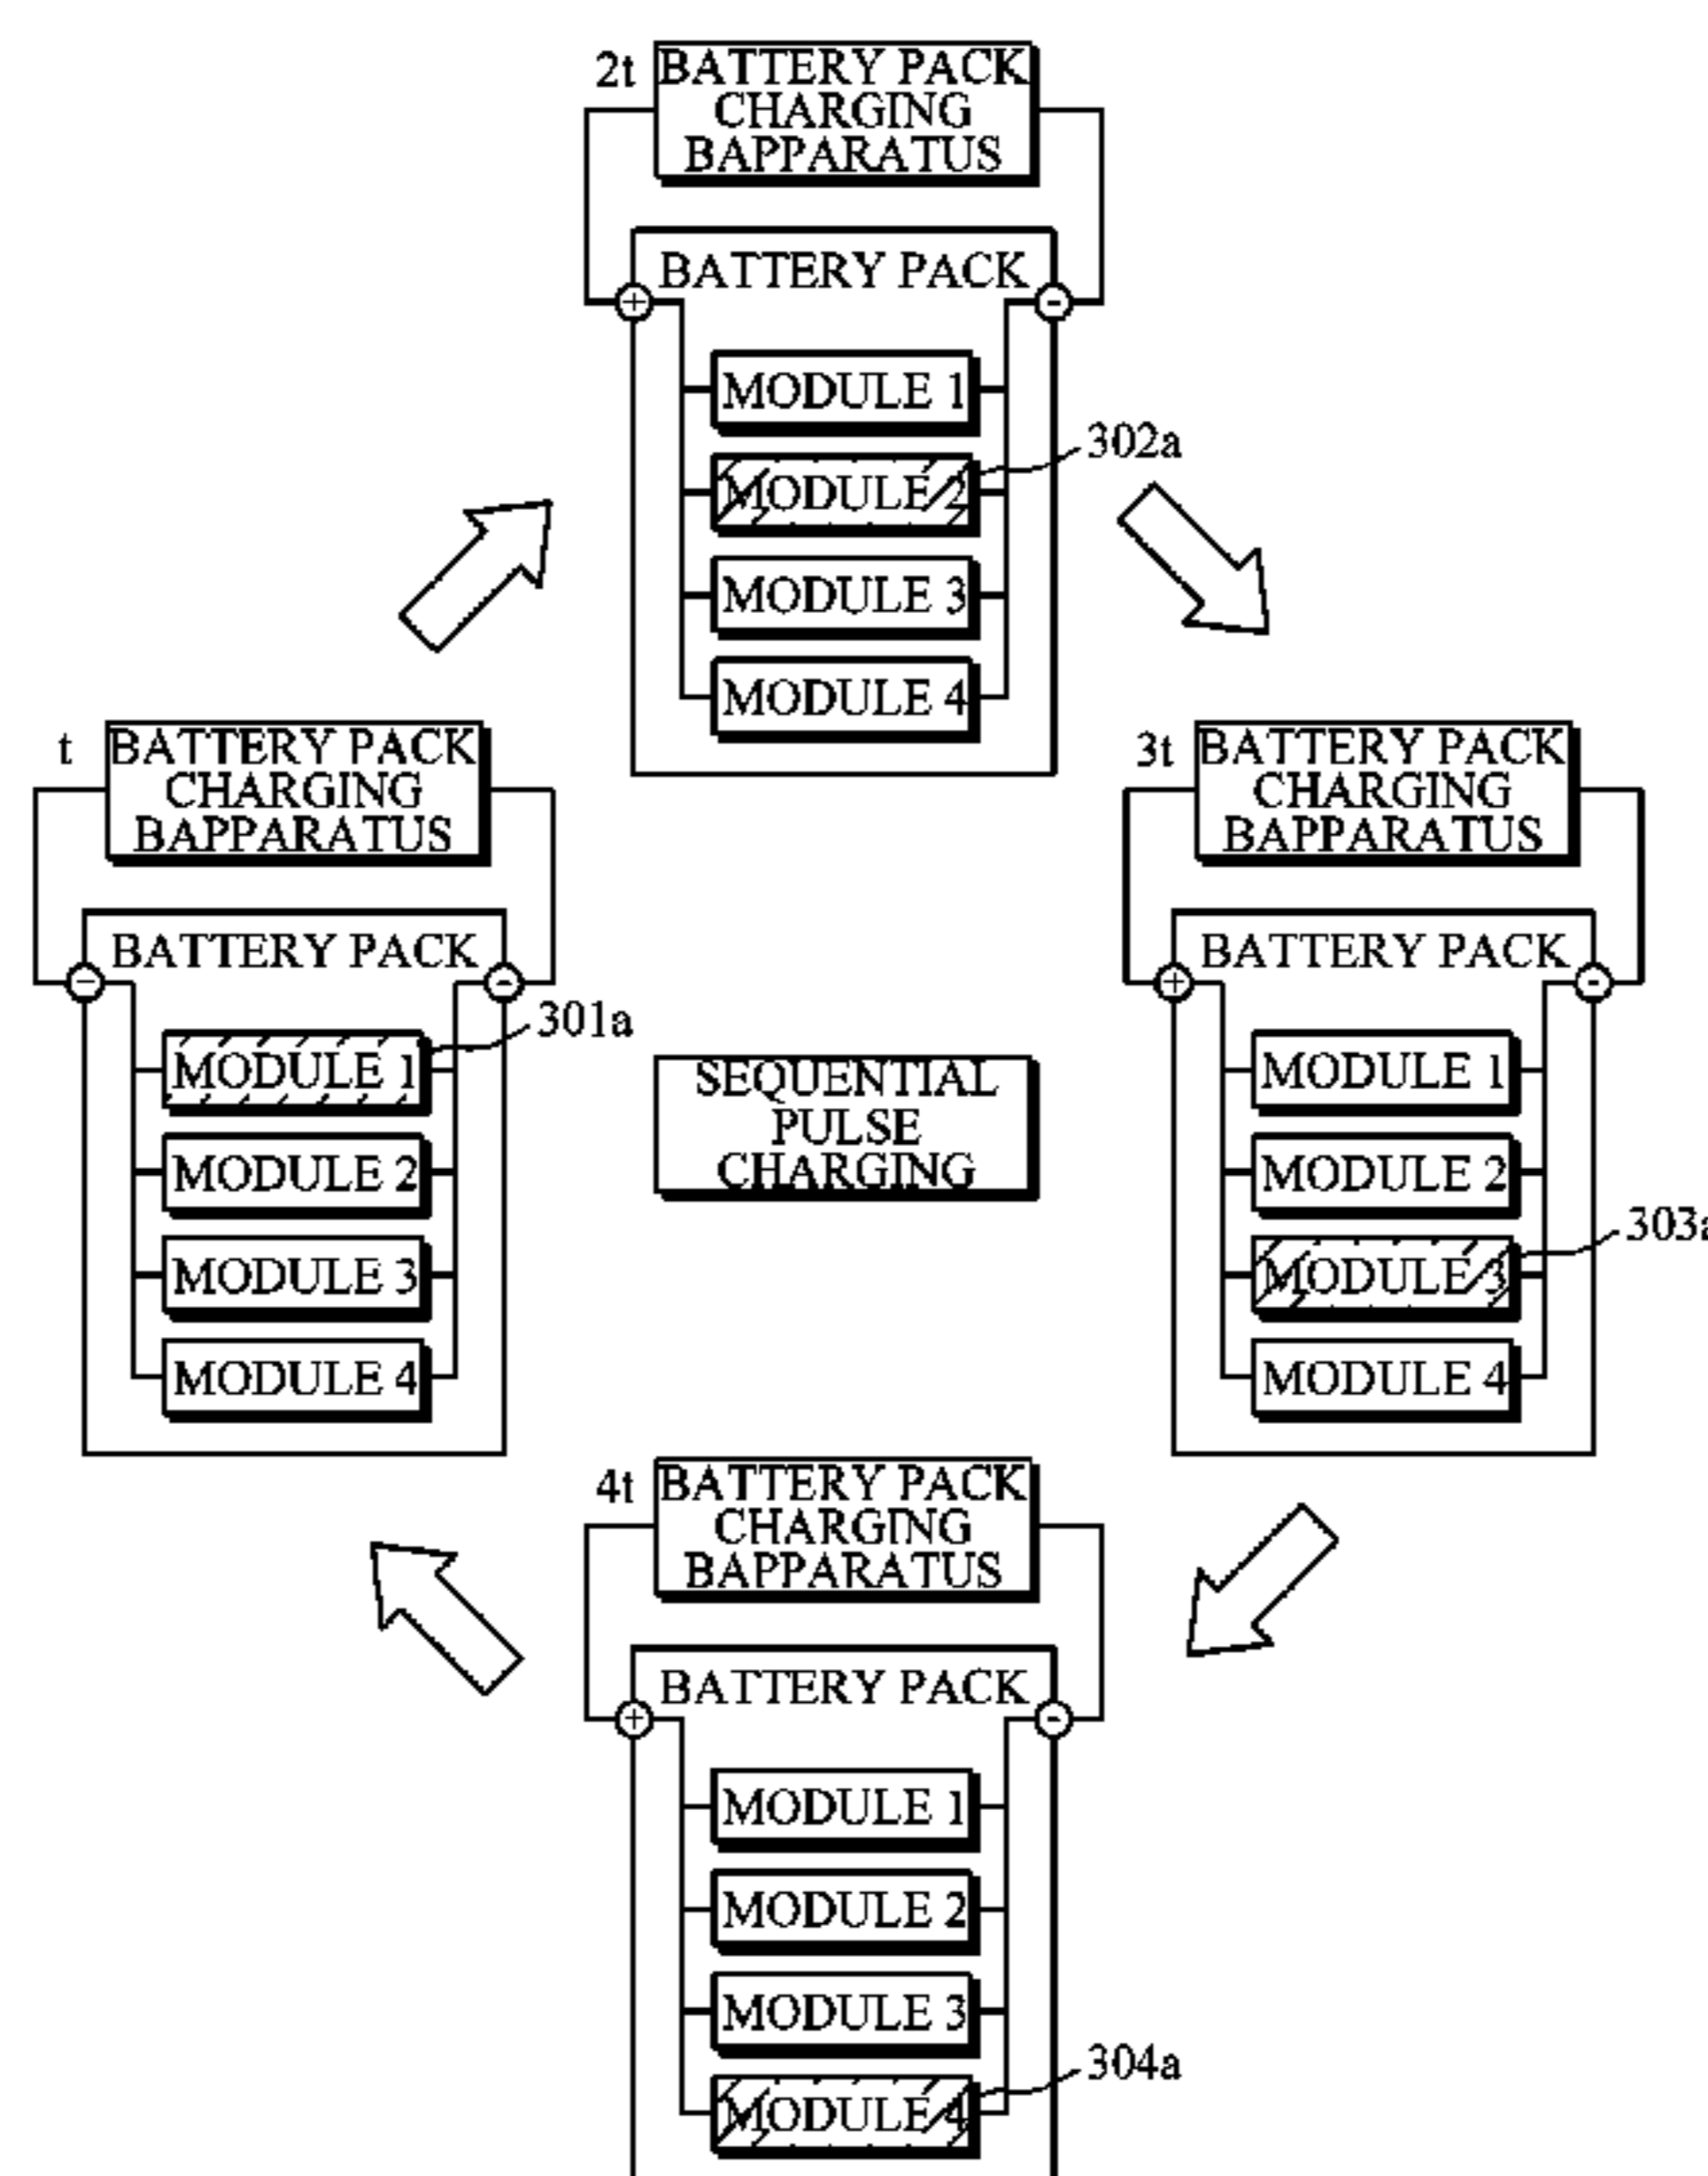 2t
BATTERY PACK
CHARGING
BAPPARATUS
BATTERY PACK
+
-
MODULE 1
MODULE 2
302a
MODULE 3
MODULE 4
t
BATTERY PACK
CHARGING
BAPPARATUS
BATTERY PACK
-
-
MODULE 1
301a
MODULE 2
MODULE 3
MODULE 4
SEQUENTIAL
PULSE
CHARGING
3t
BATTERY PACK
CHARGING
BAPPARATUS
BATTERY PACK
+
-
MODULE 1
MODULE 2
MODULE 3
303a
MODULE 4
4t
BATTERY PACK
CHARGING
BAPPARATUS
BATTERY PACK
+
-
MODULE 1
MODULE 2
MODULE 3
MODULE 4
304a